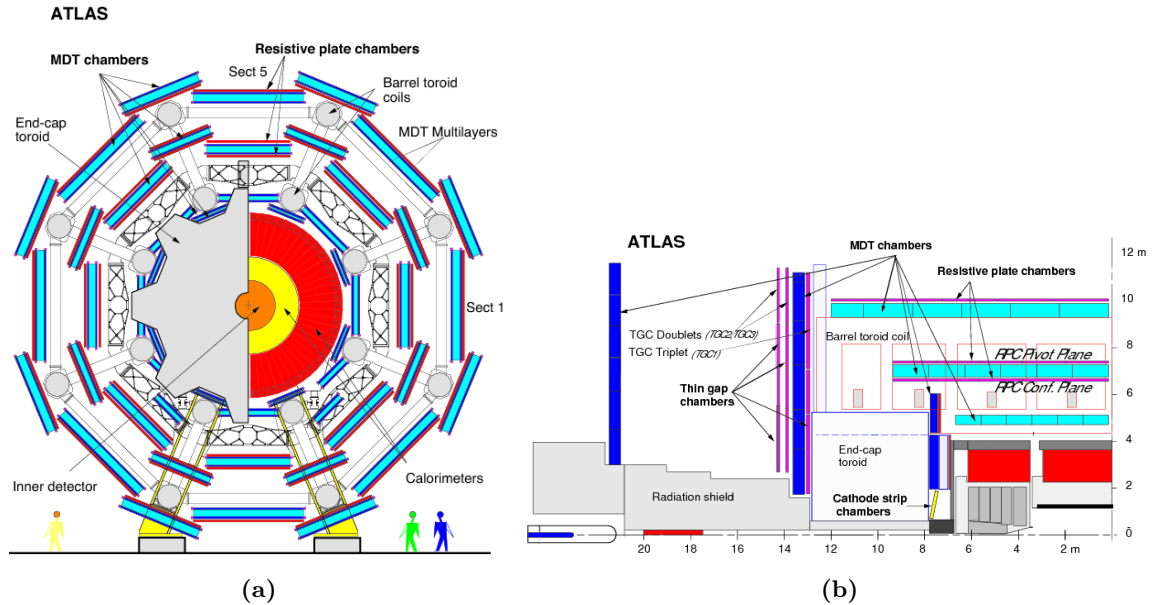 ATLAS
MDT chambers
Resistive plate chambers
Sect 5
Barrel toroid
coils
End-cap
toroid
MDT Multilayers
Sect 1
Inner detector
Calorimeters
(a)
ATLAS
MDT chambers
12 m
Resistive plate chambers
10
TGC Doublets (TGC2;TGC3)
Barrel toroid coil
TGC Triplet (TGC1)
8
RPC Pivot Plane
Thin gap
chambers
RPC Conf. Plane
6
4
End-cap
toroid
Radiation shield
Cathode strip
chambers
2
0
20 18 16 14 12 10 8 6 4 2 m
(b)